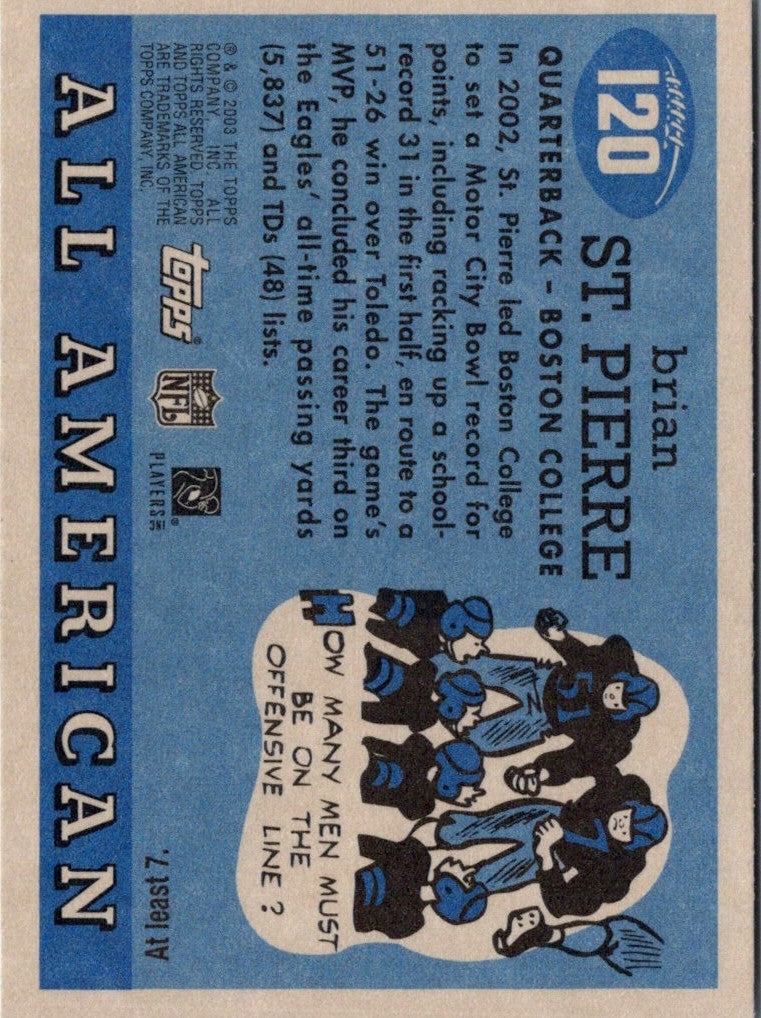 120
brian
ST. PIERRE
QUARTERBACK - BOSTON COLLEGE
In 2002, St. Pierre led Boston College
to set a Motor City Bowl record for
points, including racking up a school-
record 31 in the first half, en route to a
51-26 win over Toledo. The game's
MVP, he concluded his career third on
the Eagles' all-time passing yards
(5,837) and TDs (48) lists.
® & © 2003 THE TOPPS
COMPANY, INC. ALL
RIGHTS RESERVED. TOPPS
AND TOPPS ALL AMERICAN
ARE TRADEMARKS OF THE
TOPPS COMPANY, INC.
topps®
NFL
PLAYERS INC
®
51
7
HOW MANY MEN MUST
BE ON THE
OFFENSIVE LINE?
At least 7.
ALL AMERICAN